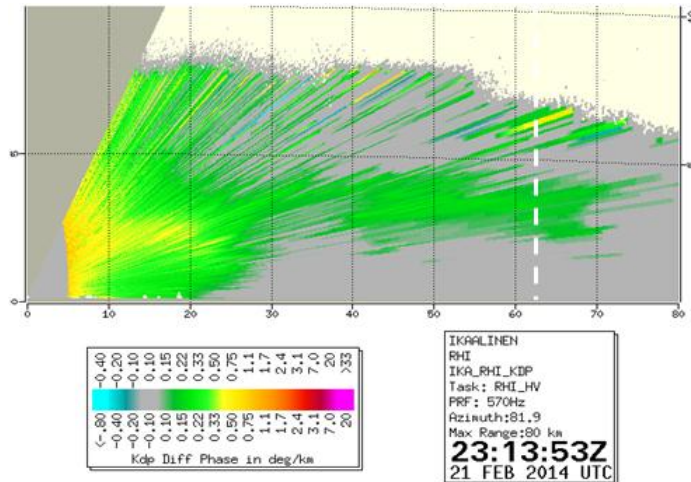 5
0
0 10 20 30 40 50 60 70 80
-0.40 -0.20 -0.10 0.10 0.15 0.22 0.33 0.50 0.75 1.1 1.7 2.4 3.1 7.0 20 >33
<-.80 -0.40 -0.20 -0.10 0.10 0.15 0.22 0.33 0.50 0.75 1.1 1.7 2.4 3.1 7.0 20
Kdp Diff Phase in deg/km
IKAALINEN
RHI
IKA_RHI_KDP
Task: RHI_HV
PRF: 570Hz
Azimuth:81.9
Max Range:80 km
23:13:53Z
21 FEB 2014 UTC